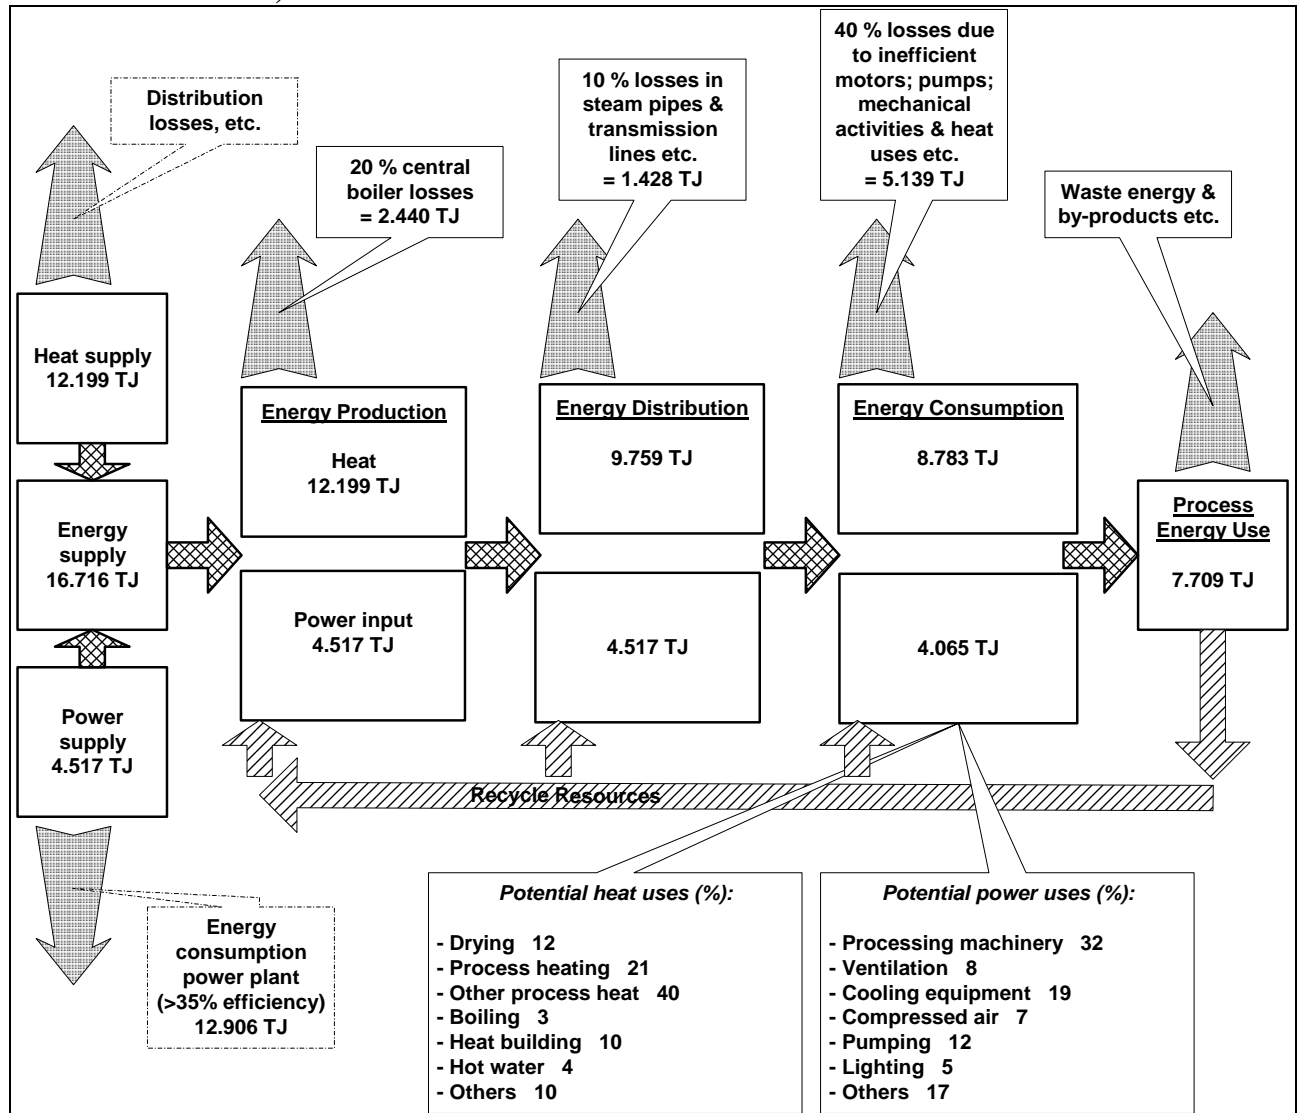 Distribution
losses, etc.
20 % central
boiler losses
= 2.440 TJ
10 % losses in
steam pipes &
transmission
lines etc.
= 1.428 TJ
40 % losses due
to inefficient
motors; pumps;
mechanical
activities & heat
uses etc.
= 5.139 TJ
Waste energy &
by-products etc.
Heat supply
12.199 TJ
Energy
supply
16.716 TJ
Power
supply
4.517 TJ
Energy Production
Heat
12.199 TJ
Power input
4.517 TJ
Energy Distribution
9.759 TJ
4.517 TJ
Energy Consumption
8.783 TJ
4.065 TJ
Process
Energy Use
7.709 TJ
Recycle Resources
Energy
consumption
power plant
(>35% efficiency)
12.906 TJ
Potential heat uses (%):
- Drying 12
- Process heating 21
- Other process heat 40
- Boiling 3
- Heat building 10
- Hot water 4
- Others 10
Potential power uses (%):
- Processing machinery 32
- Ventilation 8
- Cooling equipment 19
- Compressed air 7
- Pumping 12
- Lighting 5
- Others 17